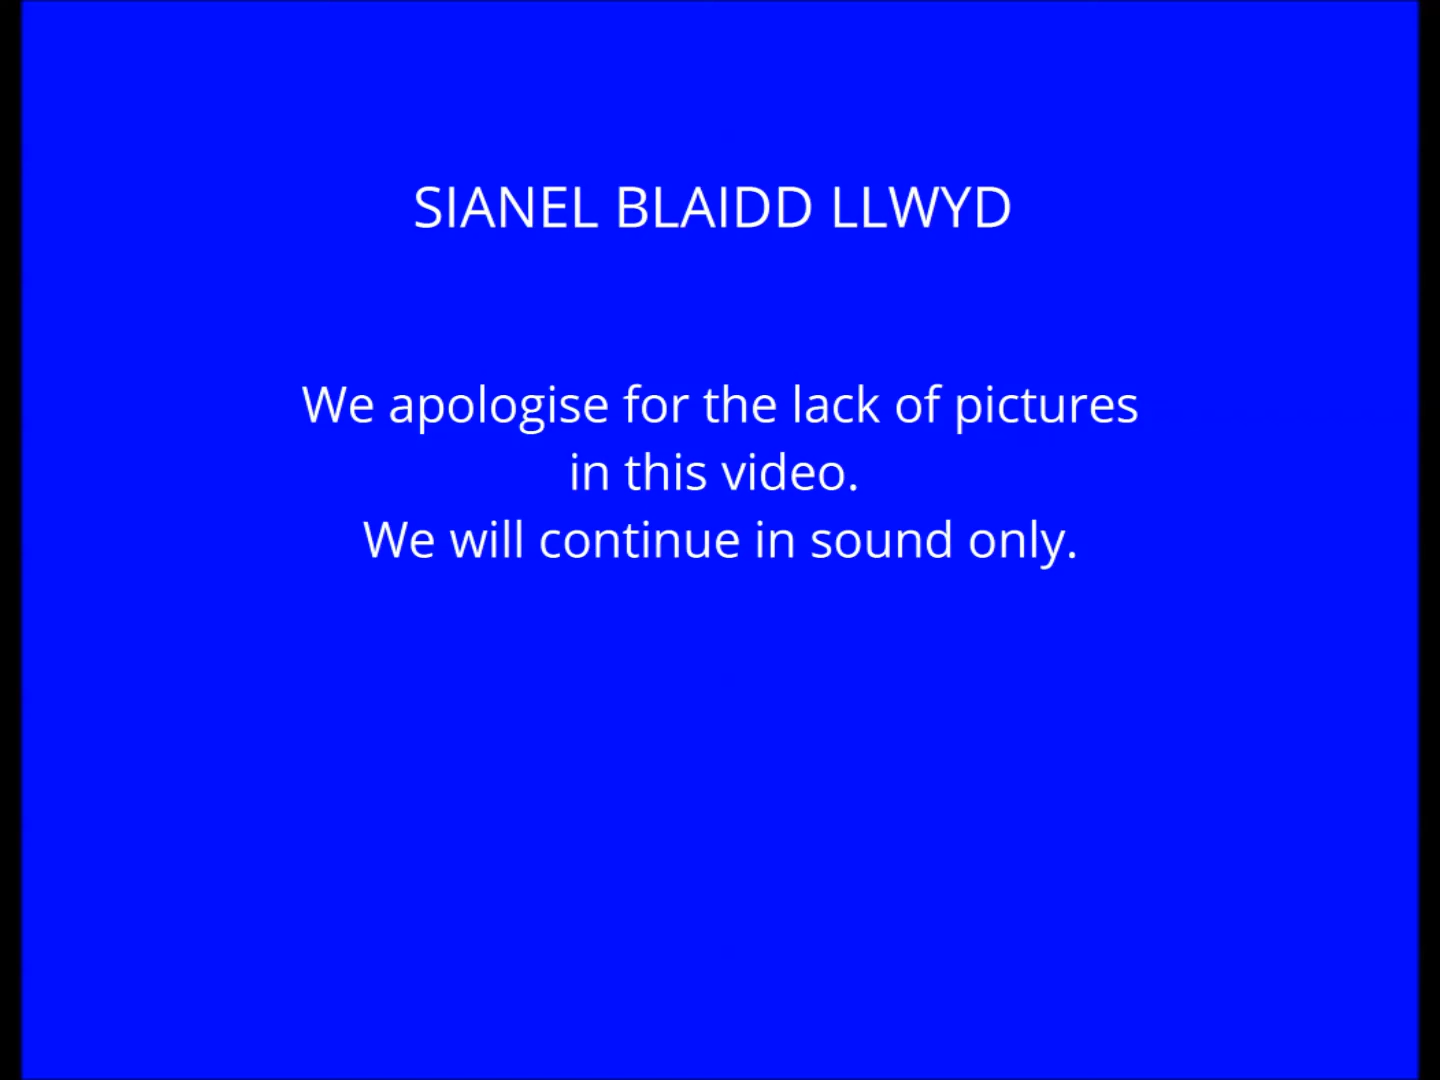 SIANEL BLAIDD LLWYD
We apologise for the lack of pictures
in this video.
We will continue in sound only.